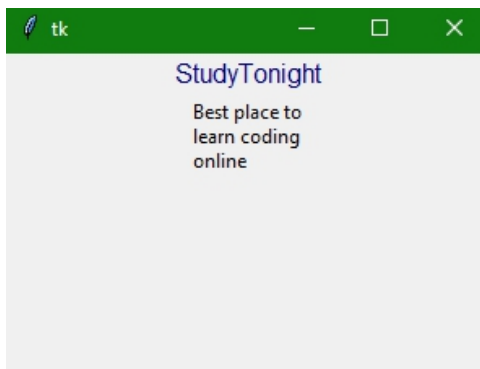 tk
StudyTonight
Best place to
learn coding
online